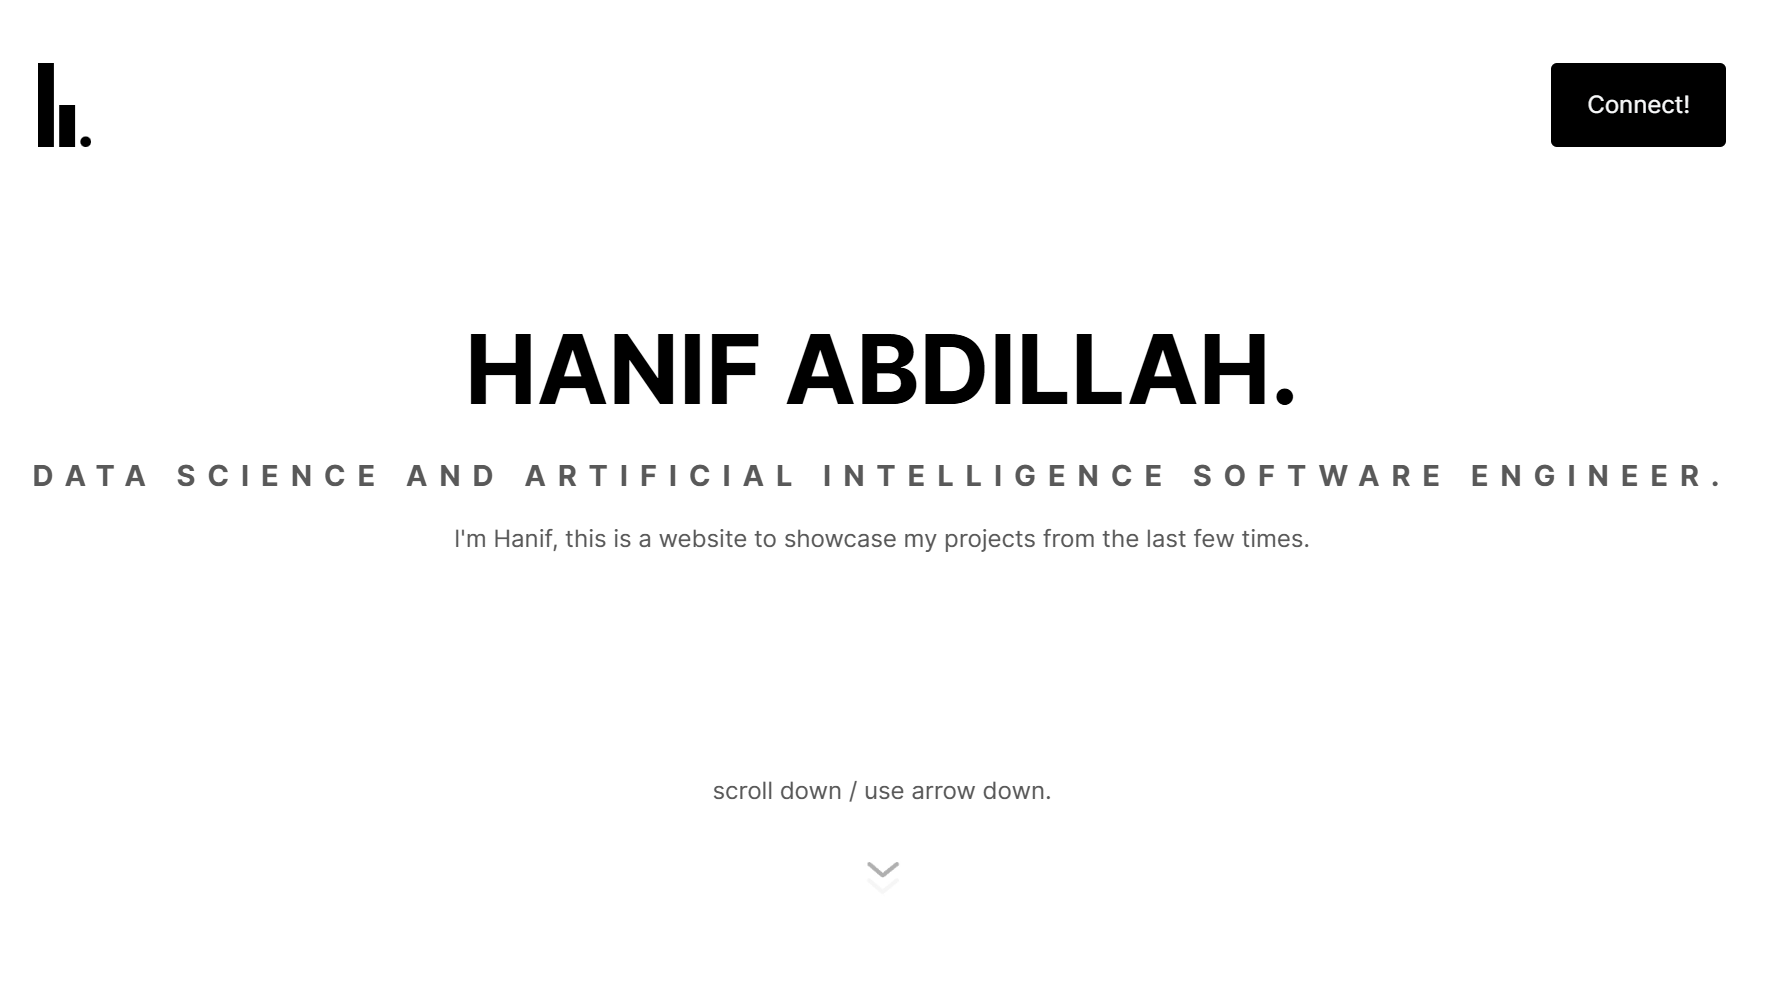 Connect!
HANIF ABDILLAH.
DATA SCIENCE AND ARTIFICIAL INTELLIGENCE SOFTWARE ENGINEER.
I'm Hanif, this is a website to showcase my projects from the last few times.
scroll down / use arrow down.